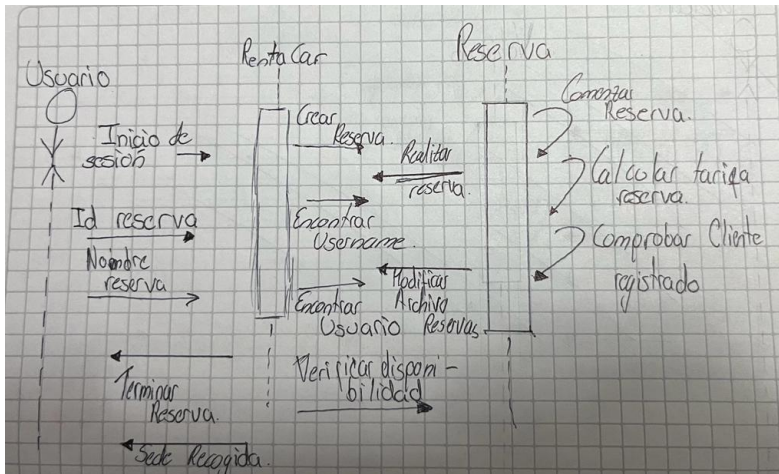 Usuario
RentaCar
Reserva
Inicio de
sesión
Id reserva
Nombre
reserva
Terminar
Reserva.
Sede Recogida.
Crear
Reserva.
Realizar
reserva.
Encontrar
Username.
Modificar
Archivo
Reservas
Encontrar
Usuario
Verificar disponi-
bilidad
Comenzar
Reserva.
Calcular tarifa
reserva.
Comprobar Cliente
registrado